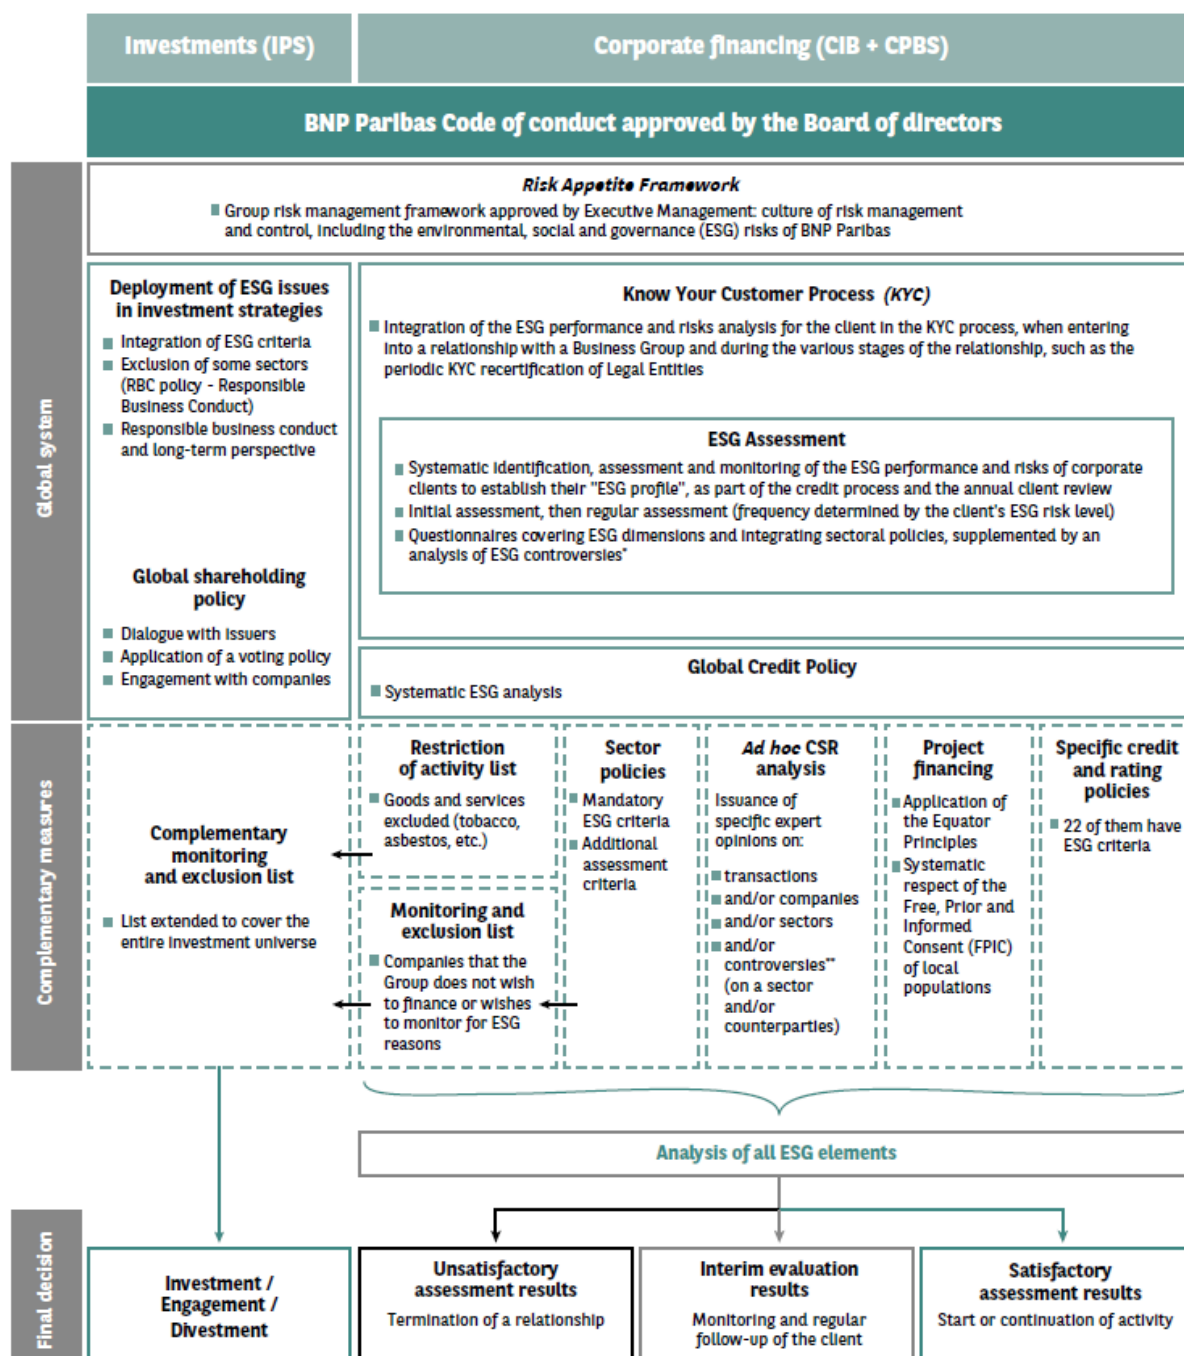 Investments (IPS)
Corporate financing (CIB + CPBS)
BNP Paribas Code of conduct approved by the Board of directors
Global system
Risk Appetite Framework
Group risk management framework approved by Executive Management: culture of risk management
and control, including the environmental, social and governance (ESG) risks of BNP Paribas
Deployment of ESG issues
in investment strategies
Integration of ESG criteria
Exclusion of some sectors
(RBC policy - Responsible
Business Conduct)
Responsible business conduct
and long-term perspective
Global shareholding
policy
Dialogue with issuers
Application of a voting policy
Engagement with companies
Know Your Customer Process (KYC)
Integration of the ESG performance and risks analysis for the client in the KYC process, when entering
into a relationship with a Business Group and during the various stages of the relationship, such as the
periodic KYC recertification of Legal Entities
ESG Assessment
Systematic identification, assessment and monitoring of the ESG performance and risks of corporate
clients to establish their "ESG profile", as part of the credit process and the annual client review
Initial assessment, then regular assessment (frequency determined by the client's ESG risk level)
Questionnaires covering ESG dimensions and integrating sectoral policies, supplemented by an
analysis of ESG controversies*
Global Credit Policy
Systematic ESG analysis
Complementary measures
Complementary
monitoring
and exclusion list
List extended to cover the
entire investment universe
Restriction
of activity list
Goods and services
excluded (tobacco,
asbestos, etc.)
Monitoring and
exclusion list
Companies that the
Group does not wish
to finance or wishes
to monitor for ESG
reasons
Sector
policies
Mandatory
ESG criteria
Additional
assessment
criteria
Ad hoc CSR
analysis
Issuance of
specific expert
opinions on:
transactions
and/or companies
and/or sectors
and/or
controversies**
(on a sector
and/or
counterparties)
Project
financing
Application of
the Equator
Principles
Systematic
respect of the
Free, Prior and
Informed
Consent (FPIC)
of local
populations
Specific credit
and rating
policies
22 of them have
ESG criteria
Analysis of all ESG elements
Final decision
Investment /
Engagement /
Divestment
Unsatisfactory
assessment results
Termination of a relationship
Interim evaluation
results
Monitoring and regular
follow-up of the client
Satisfactory
assessment results
Start or continuation of activity